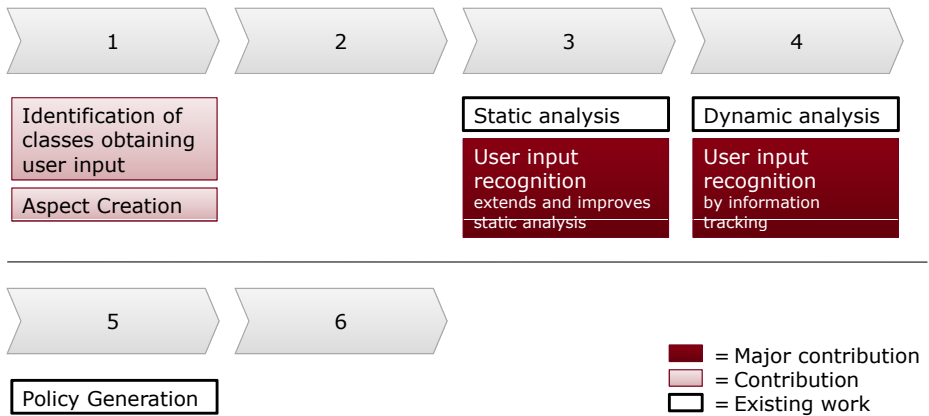 1
2
3
4
Identification of
classes obtaining
user input
Aspect Creation
Static analysis
User input
recognition
extends and improves
static analysis
Dynamic analysis
User input
recognition
by information
tracking
5
6
Policy Generation
= Major contribution
= Contribution
= Existing work